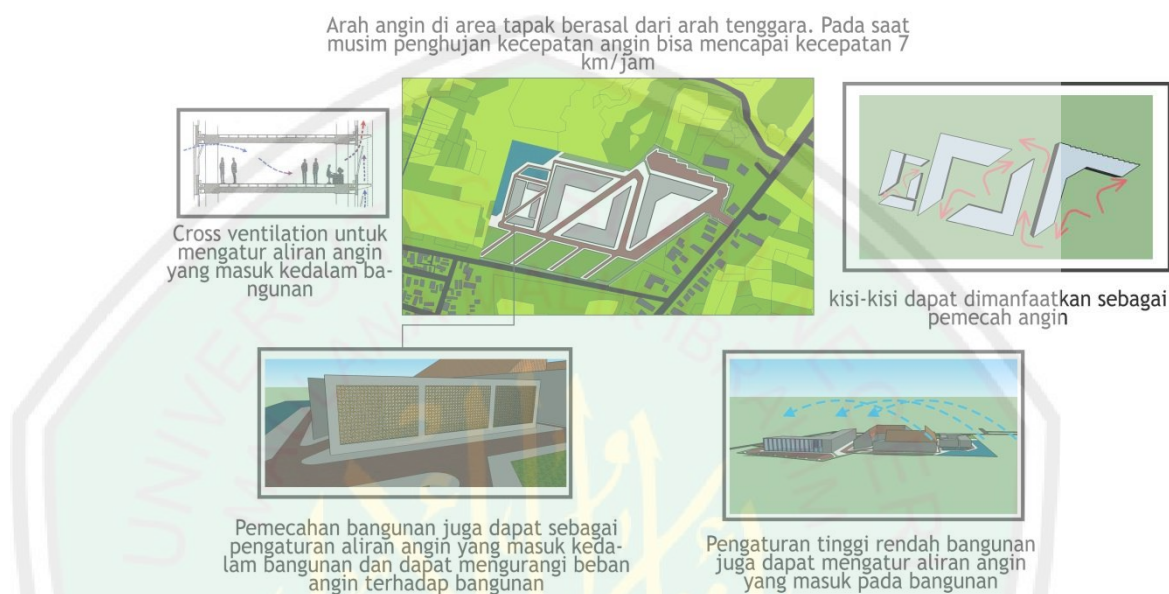 Arah angin di area tapak berasal dari arah tenggara. Pada saat
musim penghujan kecepatan angin bisa mencapai kecepatan 7
km/jam
Cross ventilation untuk
mengatur aliran angin
yang masuk kedalam ba-
ngunan
kisi-kisi dapat dimanfaatkan sebagai
pemecah angin
Pemecahan bangunan juga dapat sebagai
pengaturan aliran angin yang masuk keda-
lam bangunan dan dapat mengurangi beban
angin terhadap bangunan
Pengaturan tinggi rendah bangunan
juga dapat mengatur aliran angin
yang masuk pada bangunan